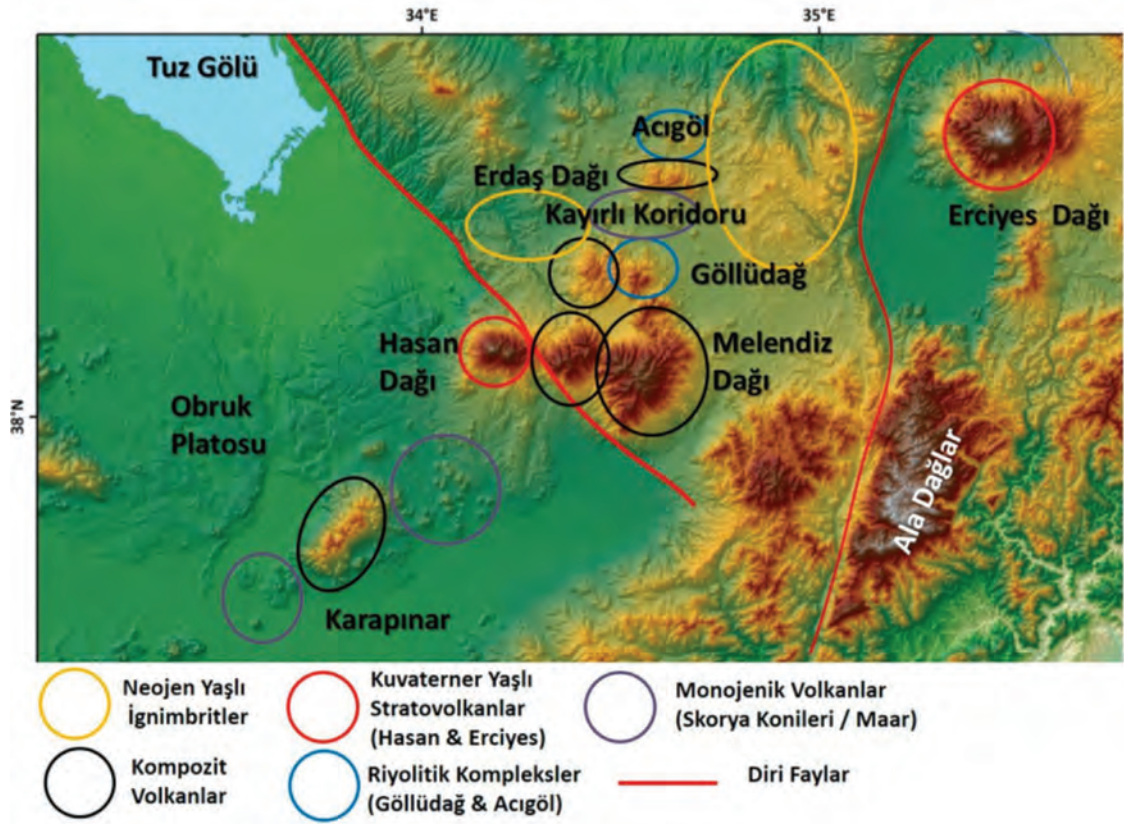 34°E
35°E
Tuz Gölü
Acıgöl
Erdaş Dağı
Kayırlı Koridoru
Erciyes Dağı
Göllüdağ
Hasan
Dağı
Melendiz
Dağı
38°N
Obruk
Platosu
Ala Dağlar
Karapınar
Neojen Yaşlı
İgnimbritler
Kuvaterner Yaşlı
Stratovolkanlar
(Hasan & Erciyes)
Monojenik Volkanlar
(Skorya Konileri / Maar)
Kompozit
Volkanlar
Riyolitik Kompleksler
(Göllüdağ & Acıgöl)
Diri Faylar